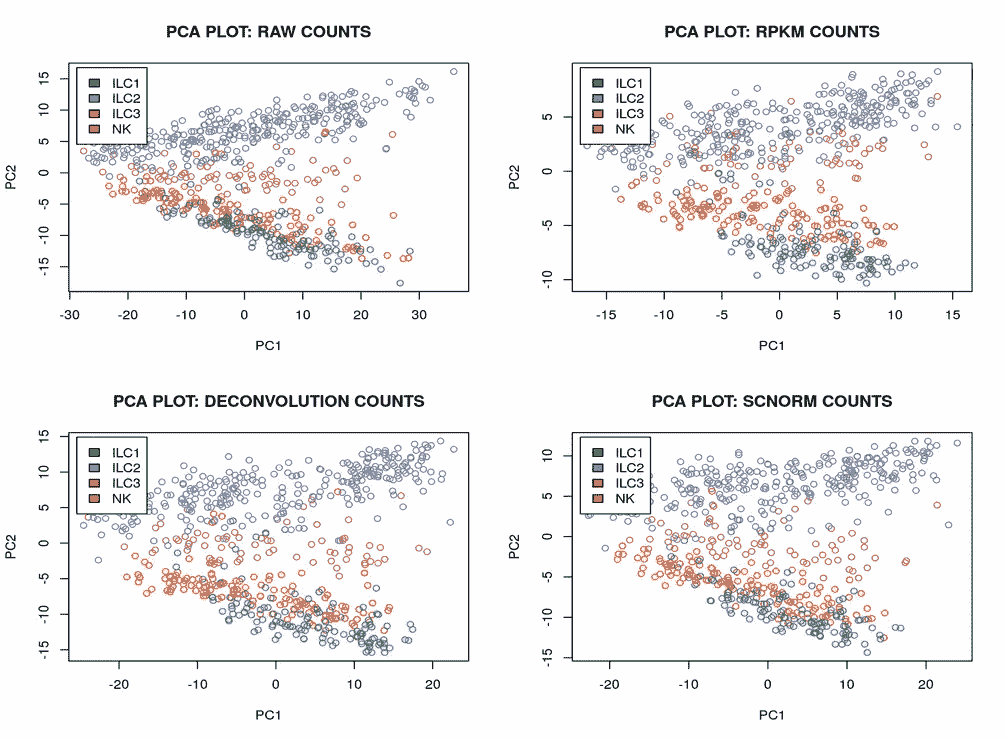 PCA PLOT: RAW COUNTS
ILC1
ILC2
ILC3
NK
15
10
5
0
-5
-10
-15
PC2
-30 -20 -10 0 10 20 30
PC1
PCA PLOT: RPKM COUNTS
ILC1
ILC2
ILC3
NK
5
0
-5
-10
PC2
-15 -10 -5 0 5 10 15
PC1
PCA PLOT: DECONVOLUTION COUNTS
ILC1
ILC2
ILC3
NK
15
10
5
0
-5
-10
-15
PC2
-20 -10 0 10 20
PC1
PCA PLOT: SCNORM COUNTS
ILC1
ILC2
ILC3
NK
10
5
0
-5
-10
-15
PC2
-20 -10 0 10 20
PC1